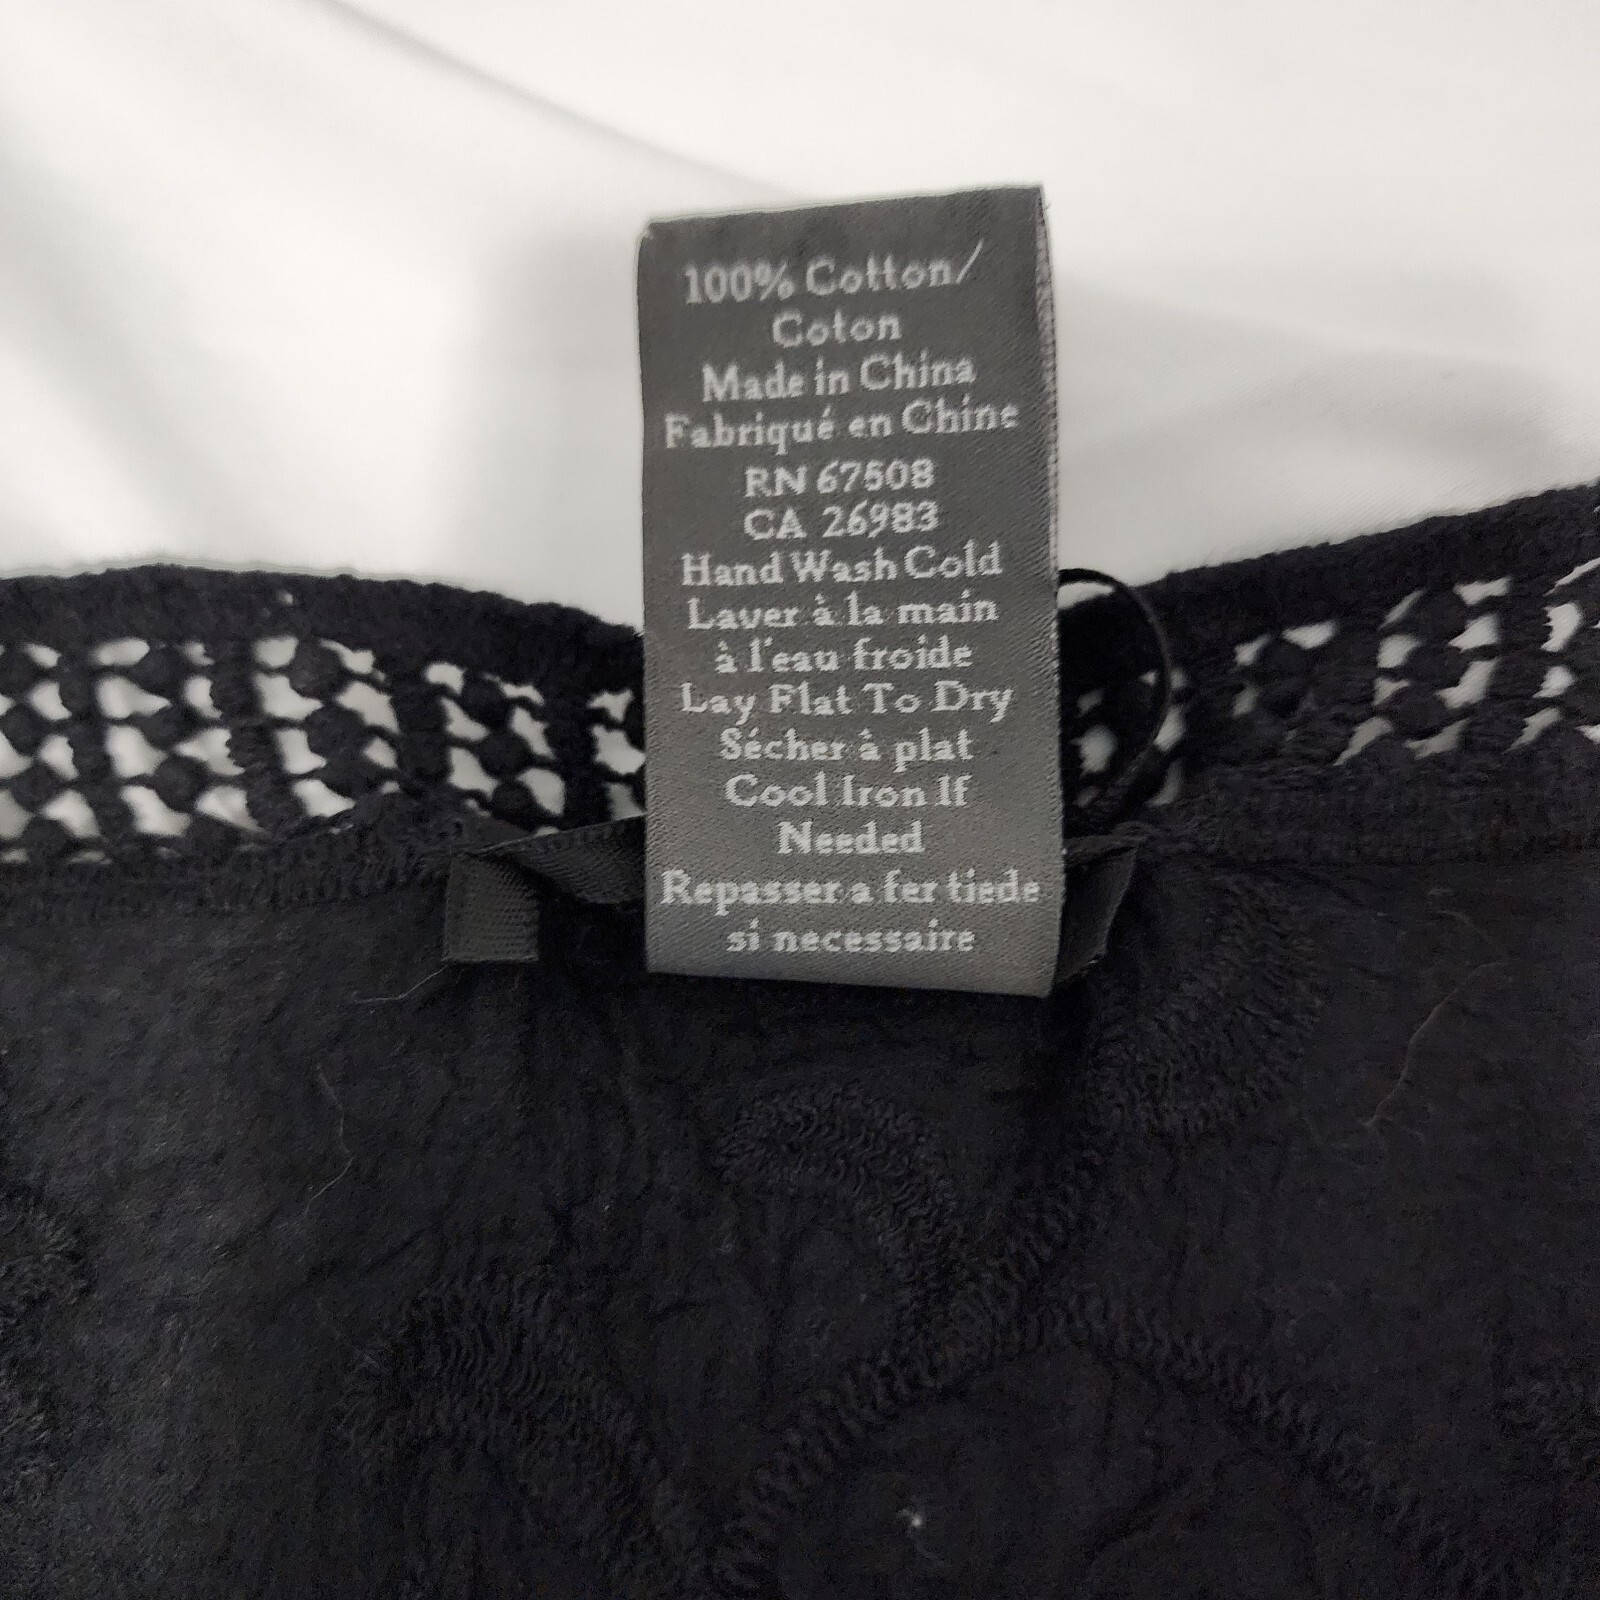 100% Cotton/
Coton
Made in China
Fabriqué en Chine
RN 67508
CA 26983
Hand Wash Cold
Laver à la main
à l'eau froide
Lay Flat To Dry
Sécher à plat
Cool Iron If
Needed
Repasser a fer tiede
si necessaire